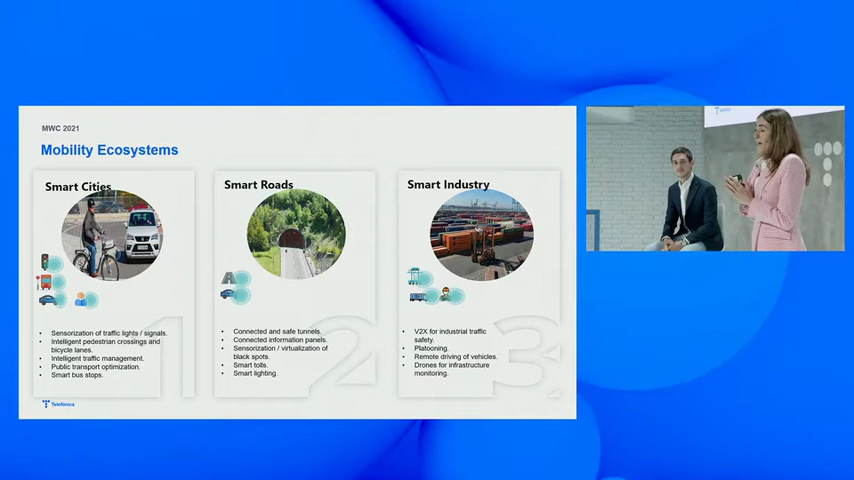 MWC 2021
Mobility Ecosystems
Smart Cities
• Sensorization of traffic lights / signals.
• Intelligent pedestrian crossings and
bicycle lanes.
• Intelligent traffic management.
• Public transport optimization.
• Smart bus stops.
1
Smart Roads
• Connected and safe tunnels.
• Connected information panels.
• Sensorization / virtualization of
black spots.
• Smart tolls.
• Smart lighting.
2
Smart Industry
• V2X for industrial traffic
safety.
• Platooning.
• Remote driving of vehicles.
• Drones for infrastructure
monitoring.
3
Telefónica